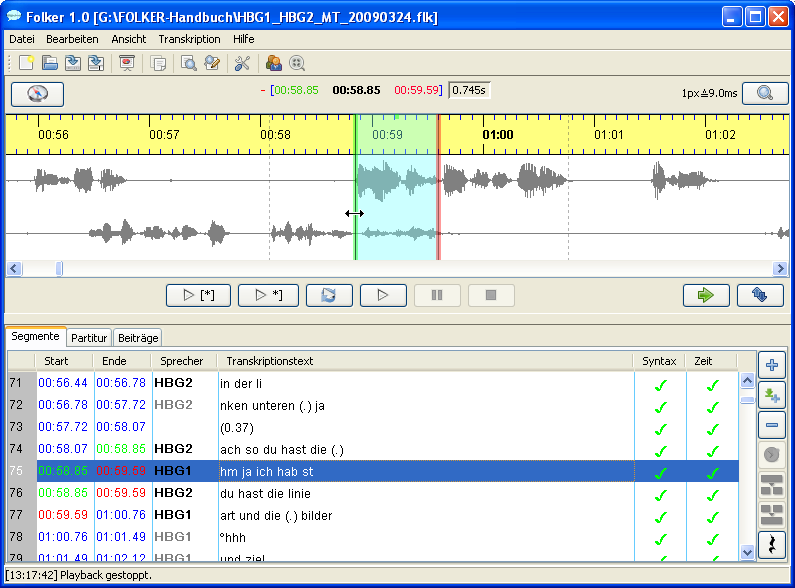 Folker 1.0 [G:\FOLKER-Handbuch\HBG1_HBG2_MT_20090324.flk]
Datei Bearbeiten Ansicht Transkription Hilfe
- [00:58.85 00:58.85 00:59.59] 0.745s 1px≙9.0ms
00:56 00:57 00:58 00:59 01:00 01:01 01:02
[*] *]
Segmente Partitur Beiträge
Start Ende Sprecher Transkriptionstext Syntax Zeit
71 00:56.44 00:56.78 HBG2 in der li
72 00:56.78 00:57.72 HBG2 nken unteren (.) ja
73 00:57.72 00:58.07 (0.37)
74 00:58.07 00:58.85 HBG2 ach so du hast die (.)
75 00:58.85 00:59.59 HBG1 hm ja ich hab st
76 00:58.85 00:59.59 HBG2 du hast die linie
77 00:59.59 01:00.76 HBG1 art und die (.) bilder
78 01:00.76 01:01.49 HBG1 °hhh
79 01:01.49 01:02.12 HBG1 und ziel
[13:17:42] Playback gestoppt.